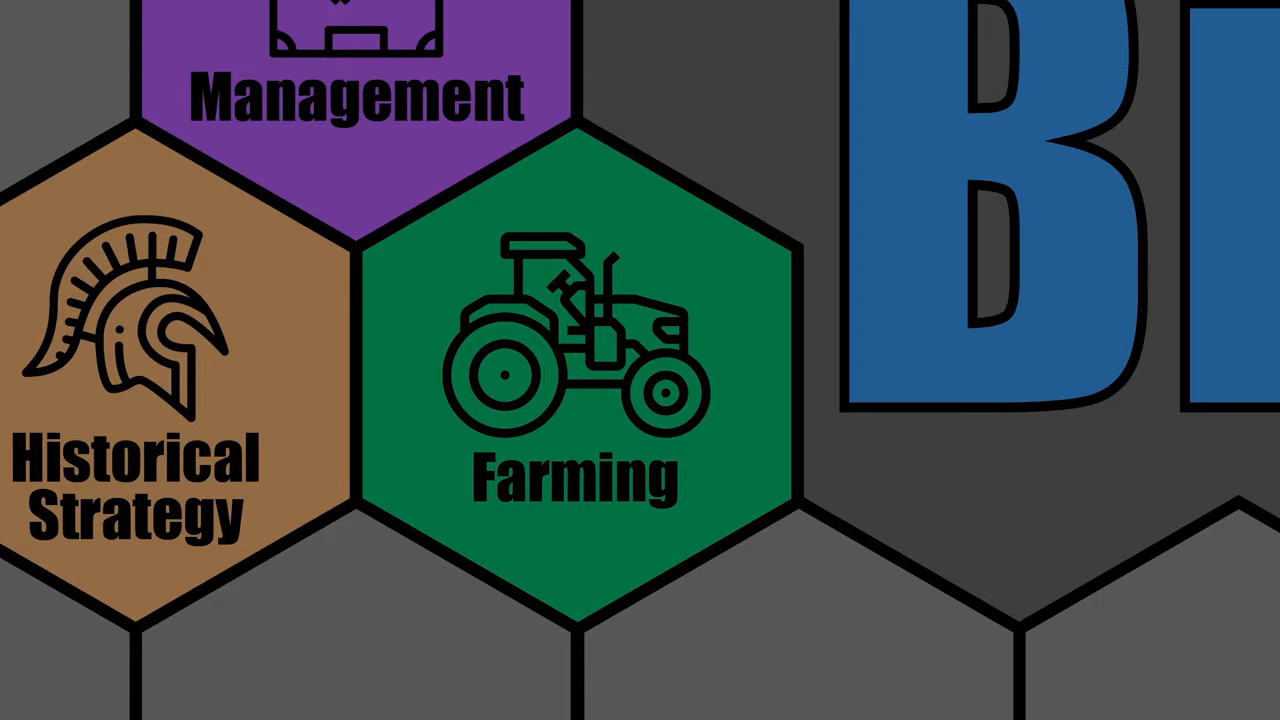 Management
B
Historical
Strategy
Farming